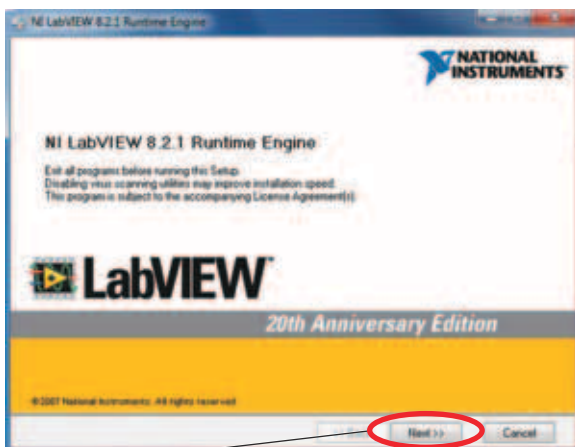 NI LabVIEW 8.2.1 Runtime Engine
NATIONAL
INSTRUMENTS
NI LabVIEW 8.2.1 Runtime Engine
Exit all programs before running this Setup.
Disabling virus scanning utilities may improve installation speed.
This program is subject to the accompanying License Agreement(s).
LabVIEW
20th Anniversary Edition
©2007 National Instruments. All rights reserved.
Next >>
Cancel